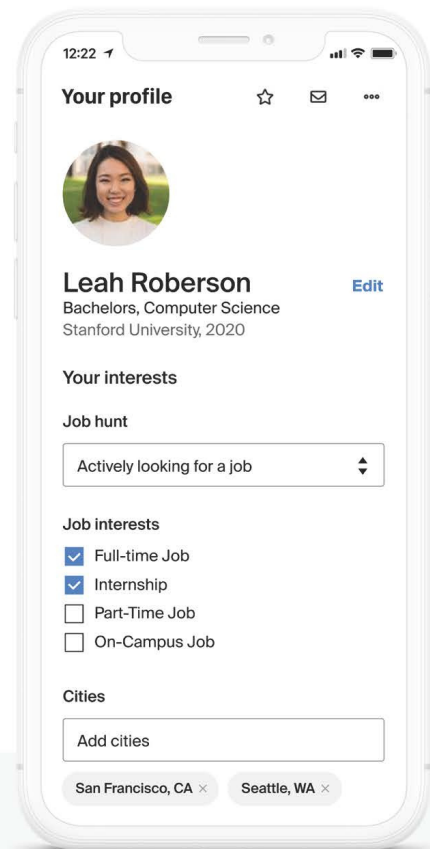 12:22
Your profile
Leah Roberson
Edit
Bachelors, Computer Science
Stanford University, 2020
Your interests
Job hunt
Actively looking for a job
Job interests
Full-time Job
Internship
Part-Time Job
On-Campus Job
Cities
Add cities
San Francisco, CA × Seattle, WA ×